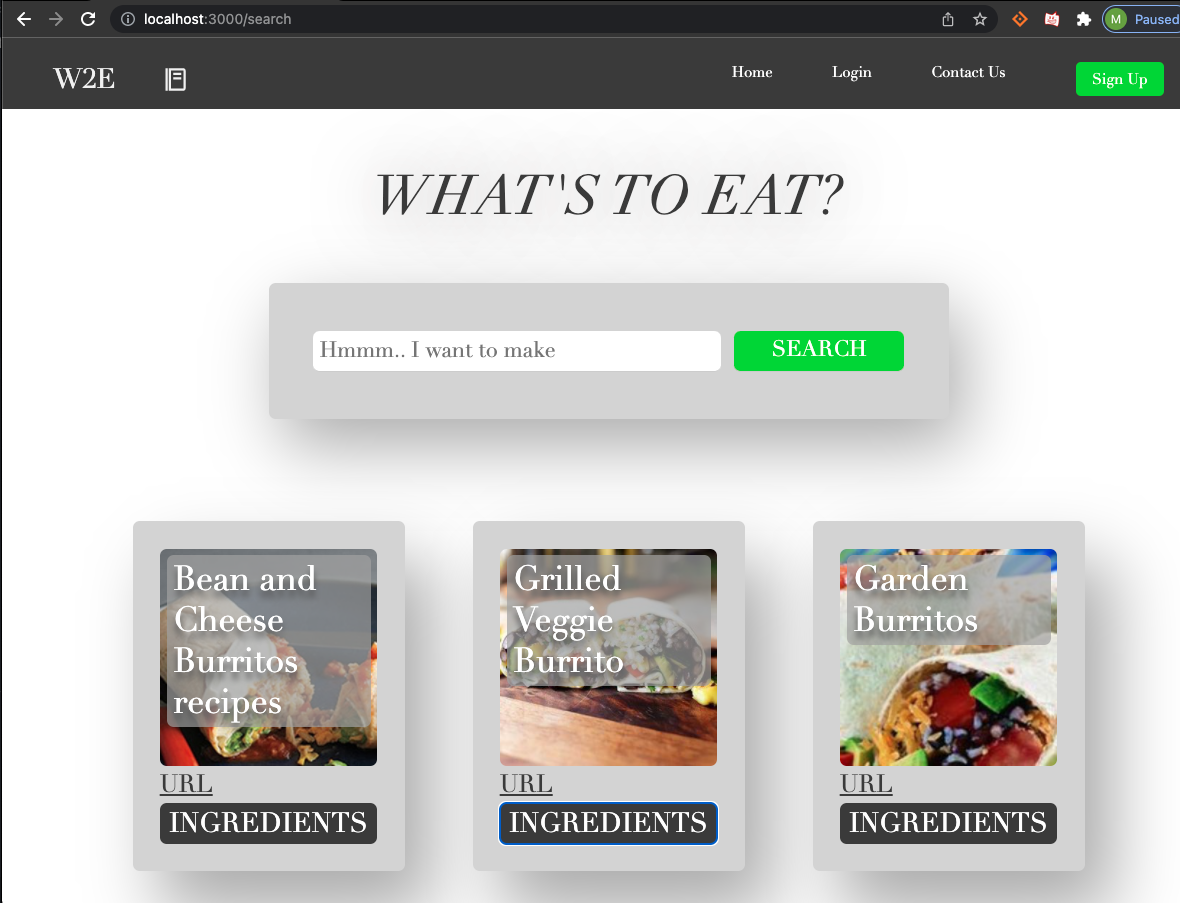 localhost:3000/search
M Paused
W2E
Home Login Contact Us Sign Up
WHAT'S TO EAT?
Hmmm.. I want to make SEARCH
Bean and
Cheese
Burritos
recipes
URL
INGREDIENTS
Grilled
Veggie
Burrito
URL
INGREDIENTS
Garden
Burritos
URL
INGREDIENTS